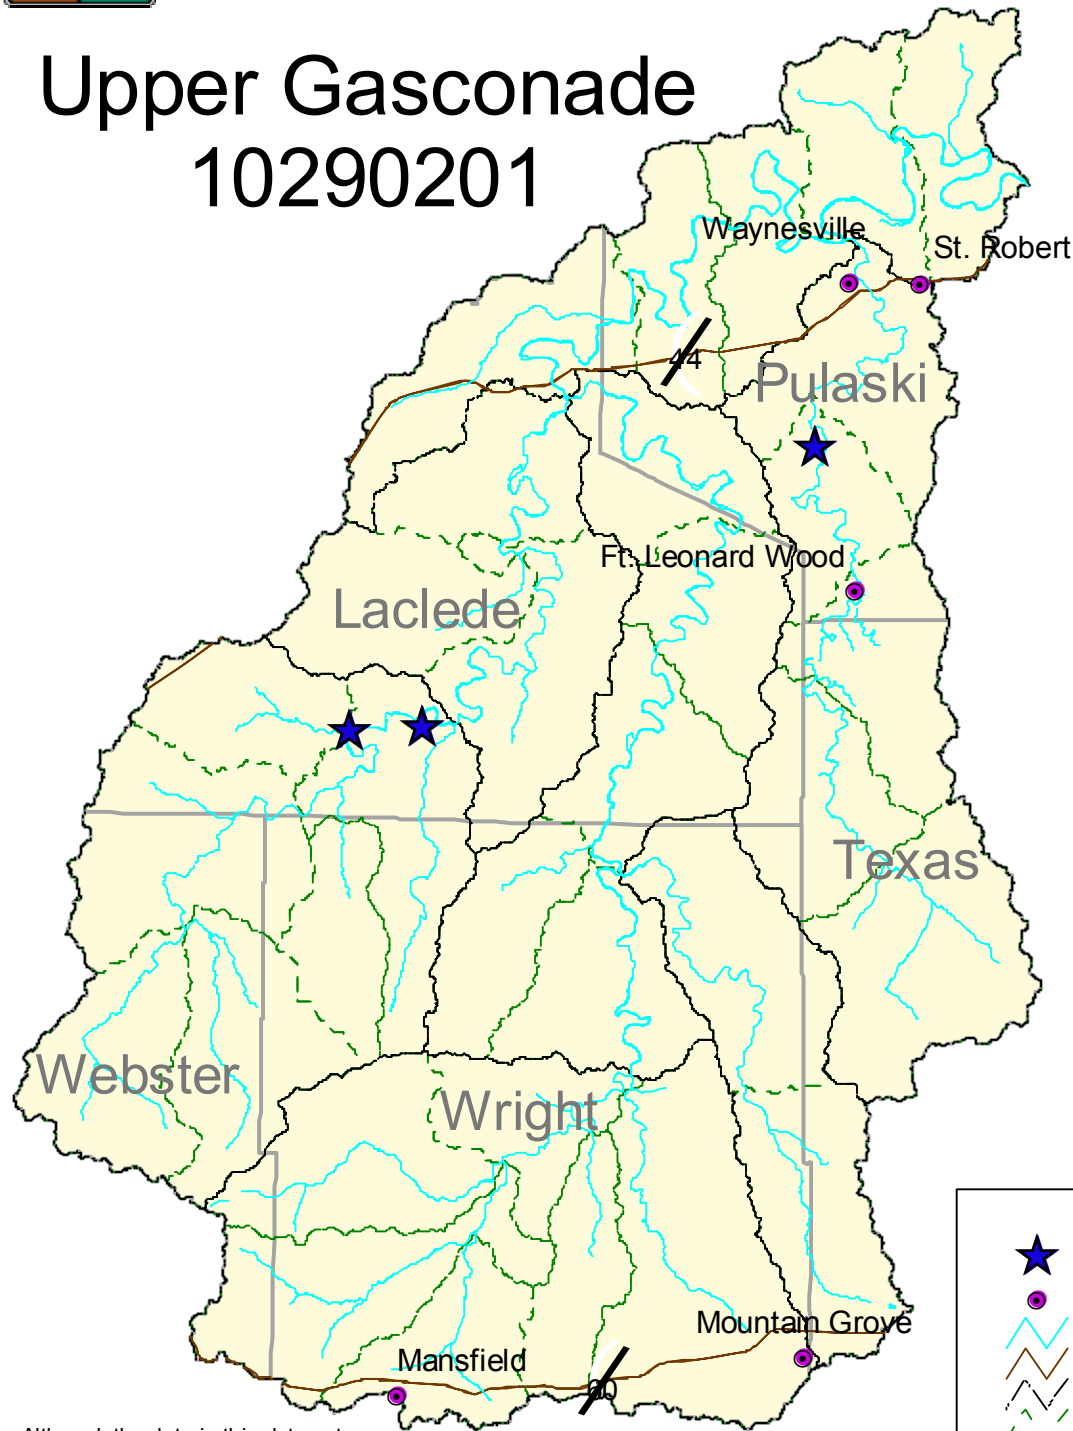 Upper Gasconade
10290201
Waynesville
St. Robert
44
Pulaski
Ft. Leonard Wood
Laclede
Texas
Webster
Wright
Mountain Grove
Mansfield
60